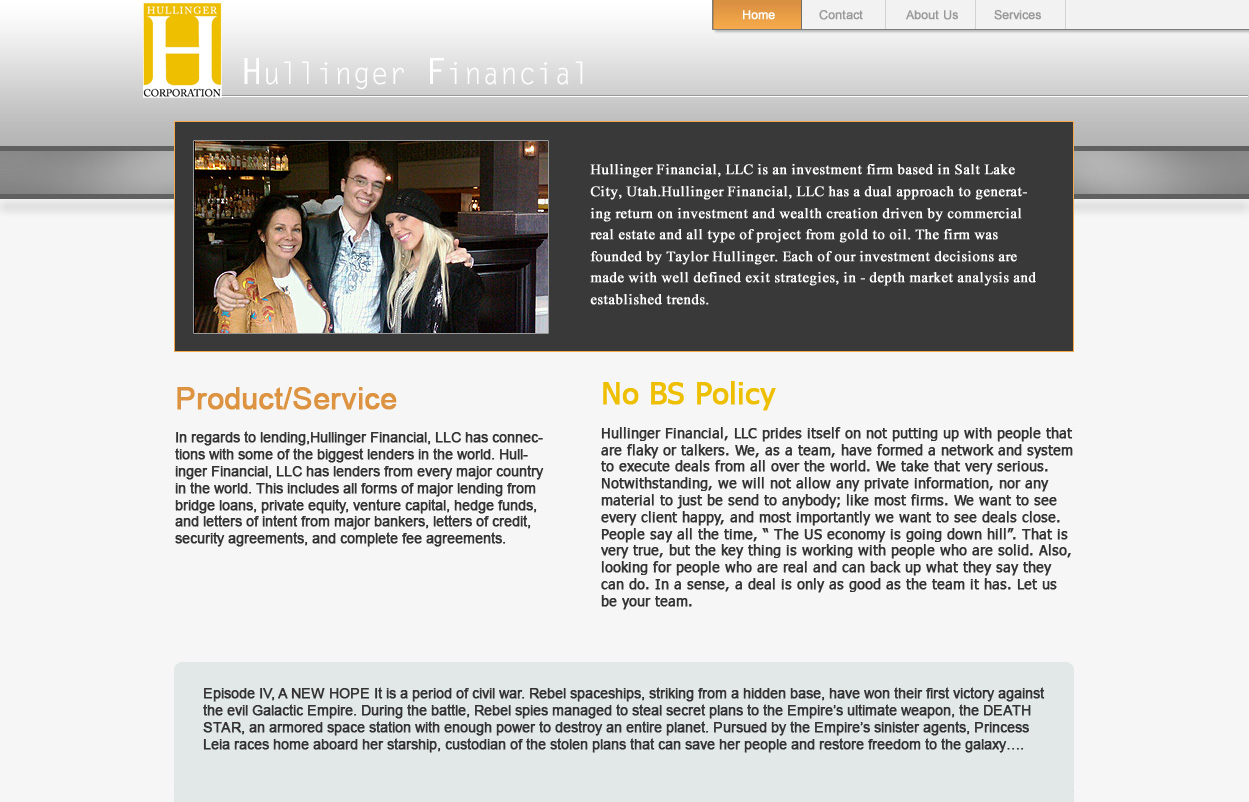 HULLINGER
H
CORPORATION
Hullinger Financial
Home
Contact
About Us
Services
Hullinger Financial, LLC is an investment firm based in Salt Lake
City, Utah.Hullinger Financial, LLC has a dual approach to generat-
ing return on investment and wealth creation driven by commercial
real estate and all type of project from gold to oil. The firm was
founded by Taylor Hullinger. Each of our investment decisions are
made with well defined exit strategies, in - depth market analysis and
established trends.
Product/Service
In regards to lending,Hullinger Financial, LLC has connec-
tions with some of the biggest lenders in the world. Hull-
inger Financial, LLC has lenders from every major country
in the world. This includes all forms of major lending from
bridge loans, private equity, venture capital, hedge funds,
and letters of intent from major bankers, letters of credit,
security agreements, and complete fee agreements.
No BS Policy
Hullinger Financial, LLC prides itself on not putting up with people that
are flaky or talkers. We, as a team, have formed a network and system
to execute deals from all over the world. We take that very serious.
Notwithstanding, we will not allow any private information, nor any
material to just be send to anybody; like most firms. We want to see
every client happy, and most importantly we want to see deals close.
People say all the time, “ The US economy is going down hill”. That is
very true, but the key thing is working with people who are solid. Also,
looking for people who are real and can back up what they say they
can do. In a sense, a deal is only as good as the team it has. Let us
be your team.
Episode IV, A NEW HOPE It is a period of civil war. Rebel spaceships, striking from a hidden base, have won their first victory against
the evil Galactic Empire. During the battle, Rebel spies managed to steal secret plans to the Empire's ultimate weapon, the DEATH
STAR, an armored space station with enough power to destroy an entire planet. Pursued by the Empire's sinister agents, Princess
Leia races home aboard her starship, custodian of the stolen plans that can save her people and restore freedom to the galaxy….